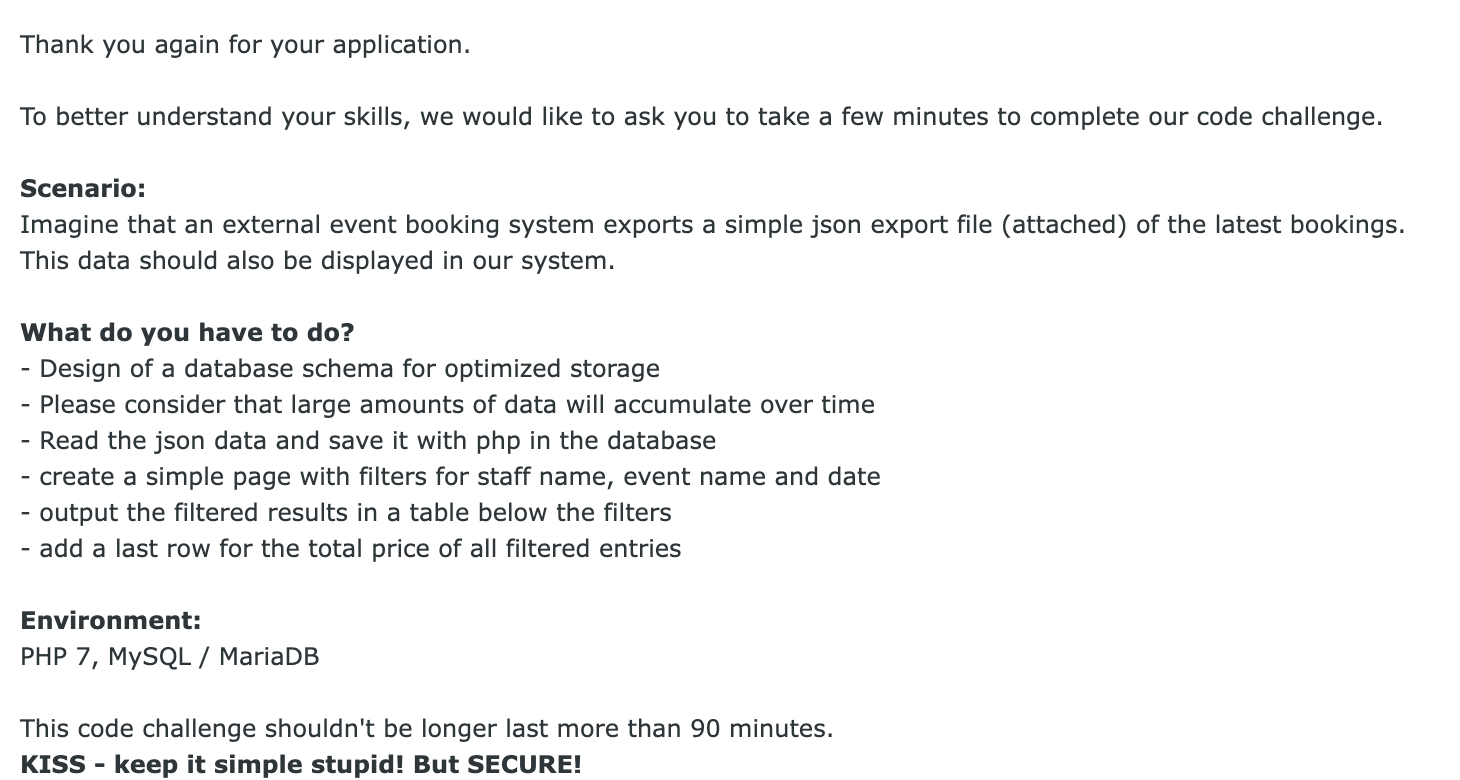 Thank you again for your application.
To better understand your skills, we would like to ask you to take a few minutes to complete our code challenge.
Scenario:
Imagine that an external event booking system exports a simple json export file (attached) of the latest bookings.
This data should also be displayed in our system.
What do you have to do?
- Design of a database schema for optimized storage
- Please consider that large amounts of data will accumulate over time
- Read the json data and save it with php in the database
- create a simple page with filters for staff name, event name and date
- output the filtered results in a table below the filters
- add a last row for the total price of all filtered entries
Environment:
PHP 7, MySQL / MariaDB
This code challenge shouldn't be longer last more than 90 minutes.
KISS - keep it simple stupid! But SECURE!